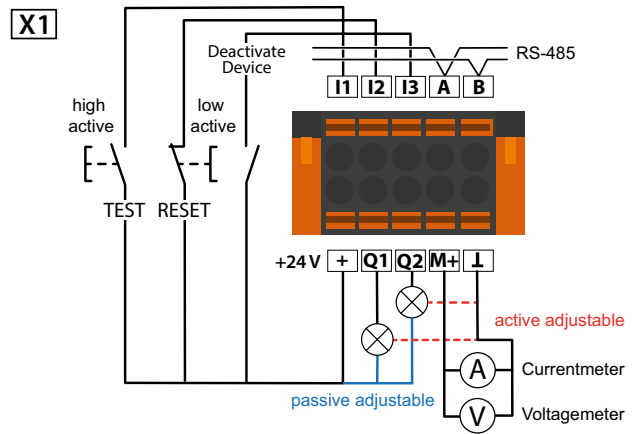 X1
Deactivate
Device
RS-485
I1 I2 I3 A B
high
active
low
active
TEST RESET
+24 V + Q1 Q2 M+ ⊥
active adjustable
passive adjustable
A Currentmeter
V Voltagemeter